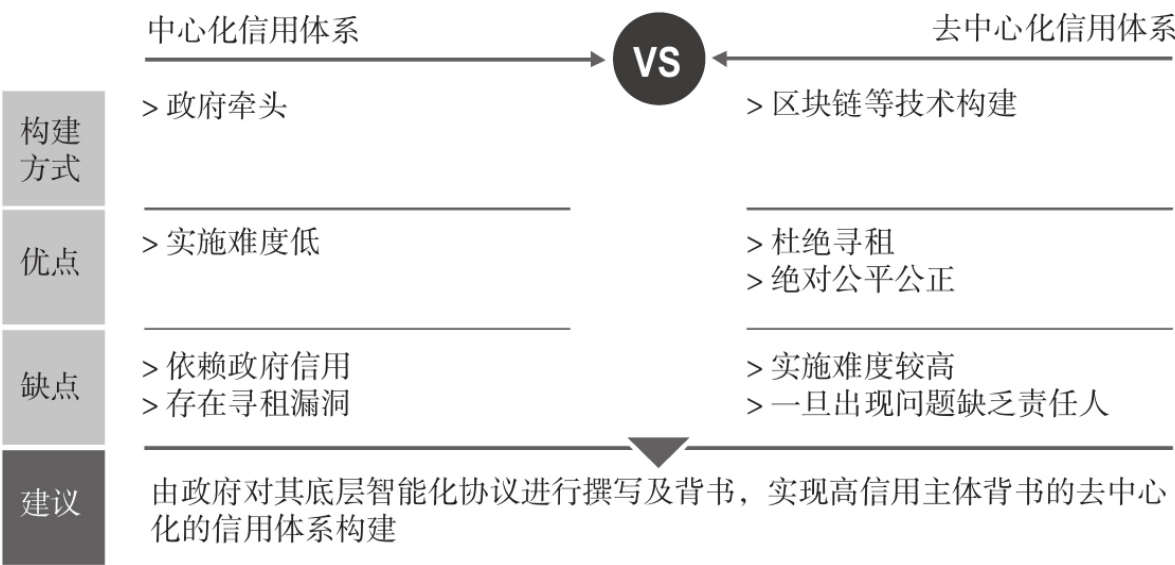 中心化信用体系
VS
去中心化信用体系
构建
方式
> 政府牵头
> 区块链等技术构建
优点
> 实施难度低
> 杜绝寻租
> 绝对公平公正
缺点
> 依赖政府信用
> 存在寻租漏洞
> 实施难度较高
> 一旦出现问题缺乏责任人
建议
由政府对其底层智能化协议进行撰写及背书，实现高信用主体背书的去中心
化的信用体系构建